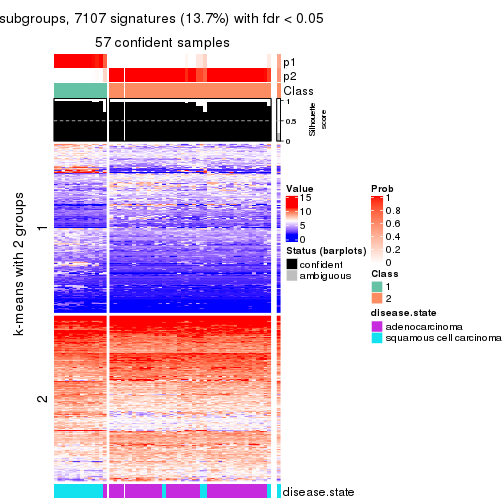 subgroups, 7107 signatures (13.7%) with fdr < 0.05
57 confident samples
p1
p2
Class
1
0.5
0
Silhouette
score
k-means with 2 groups
1
2
disease.state
Value
15
10
5
0
Status (barplots)
confident
ambiguous
Prob
1
0.8
0.6
0.4
0.2
0
Class
1
2
disease.state
adenocarcinoma
squamous cell carcinoma